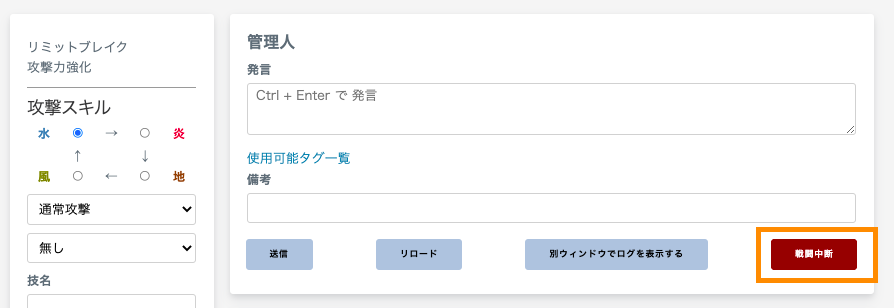 リミットブレイク
攻撃力強化
攻撃スキル
水 → 炎
↑ ↓
風 ← 地
通常攻撃
無し
技名
管理人
発言
Ctrl + Enter で 発言
使用可能タグ一覧
備考
送信 リロード 別ウィンドウでログを表示する 戦闘中断